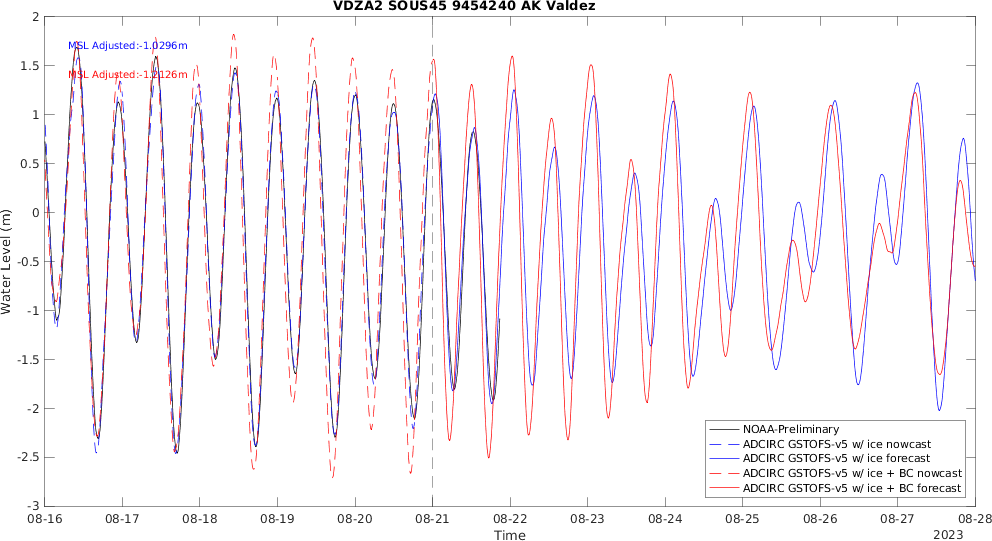 VDZA2 SOUS45 9454240 AK Valdez
MSL Adjusted:-1.0296m
MSL Adjusted:-1.2126m
Water Level (m)
2
1.5
1
0.5
0
-0.5
-1
-1.5
-2
-2.5
-3
08-16 08-17 08-18 08-19 08-20 08-21 08-22 08-23 08-24 08-25 08-26 08-27 08-28
Time
2023
NOAA-Preliminary
ADCIRC GSTOFS-v5 w/ ice nowcast
ADCIRC GSTOFS-v5 w/ ice forecast
ADCIRC GSTOFS-v5 w/ ice + BC nowcast
ADCIRC GSTOFS-v5 w/ ice + BC forecast